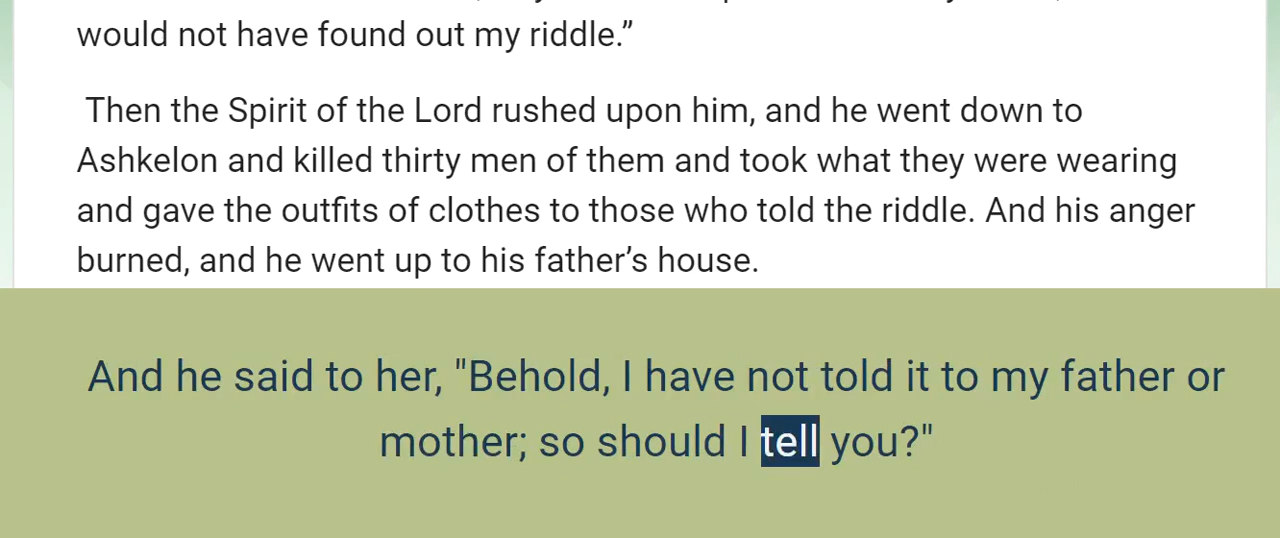 would not have found out my riddle.”
Then the Spirit of the Lord rushed upon him, and he went down to
Ashkelon and killed thirty men of them and took what they were wearing
and gave the outfits of clothes to those who told the riddle. And his anger
burned, and he went up to his father’s house.
And he said to her, "Behold, I have not told it to my father or
mother; so should I tell you?"